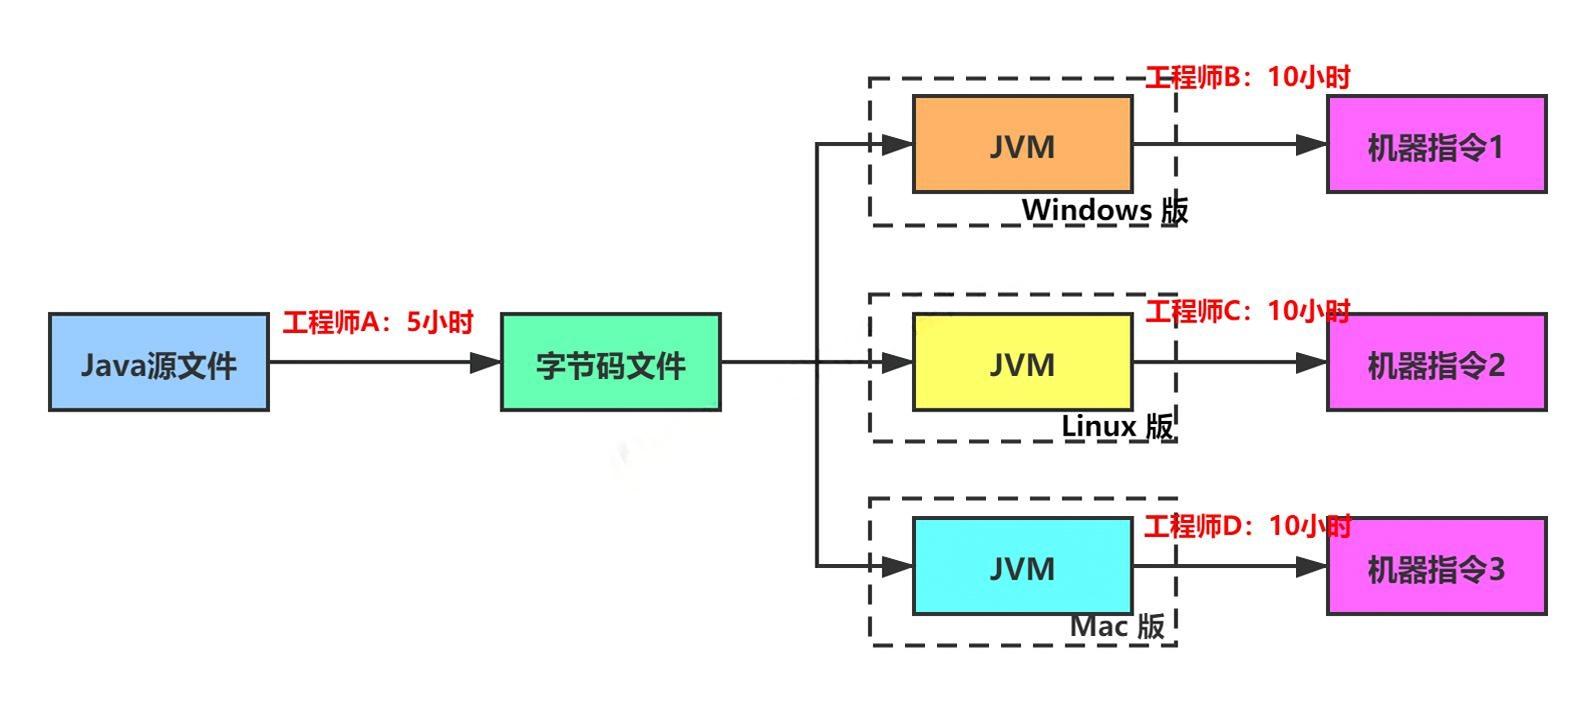 工程师B：10小时
JVM
机器指令1
Windows 版
Java源文件
工程师A：5小时
字节码文件
工程师C：10小时
JVM
机器指令2
Linux 版
工程师D：10小时
JVM
机器指令3
Mac 版